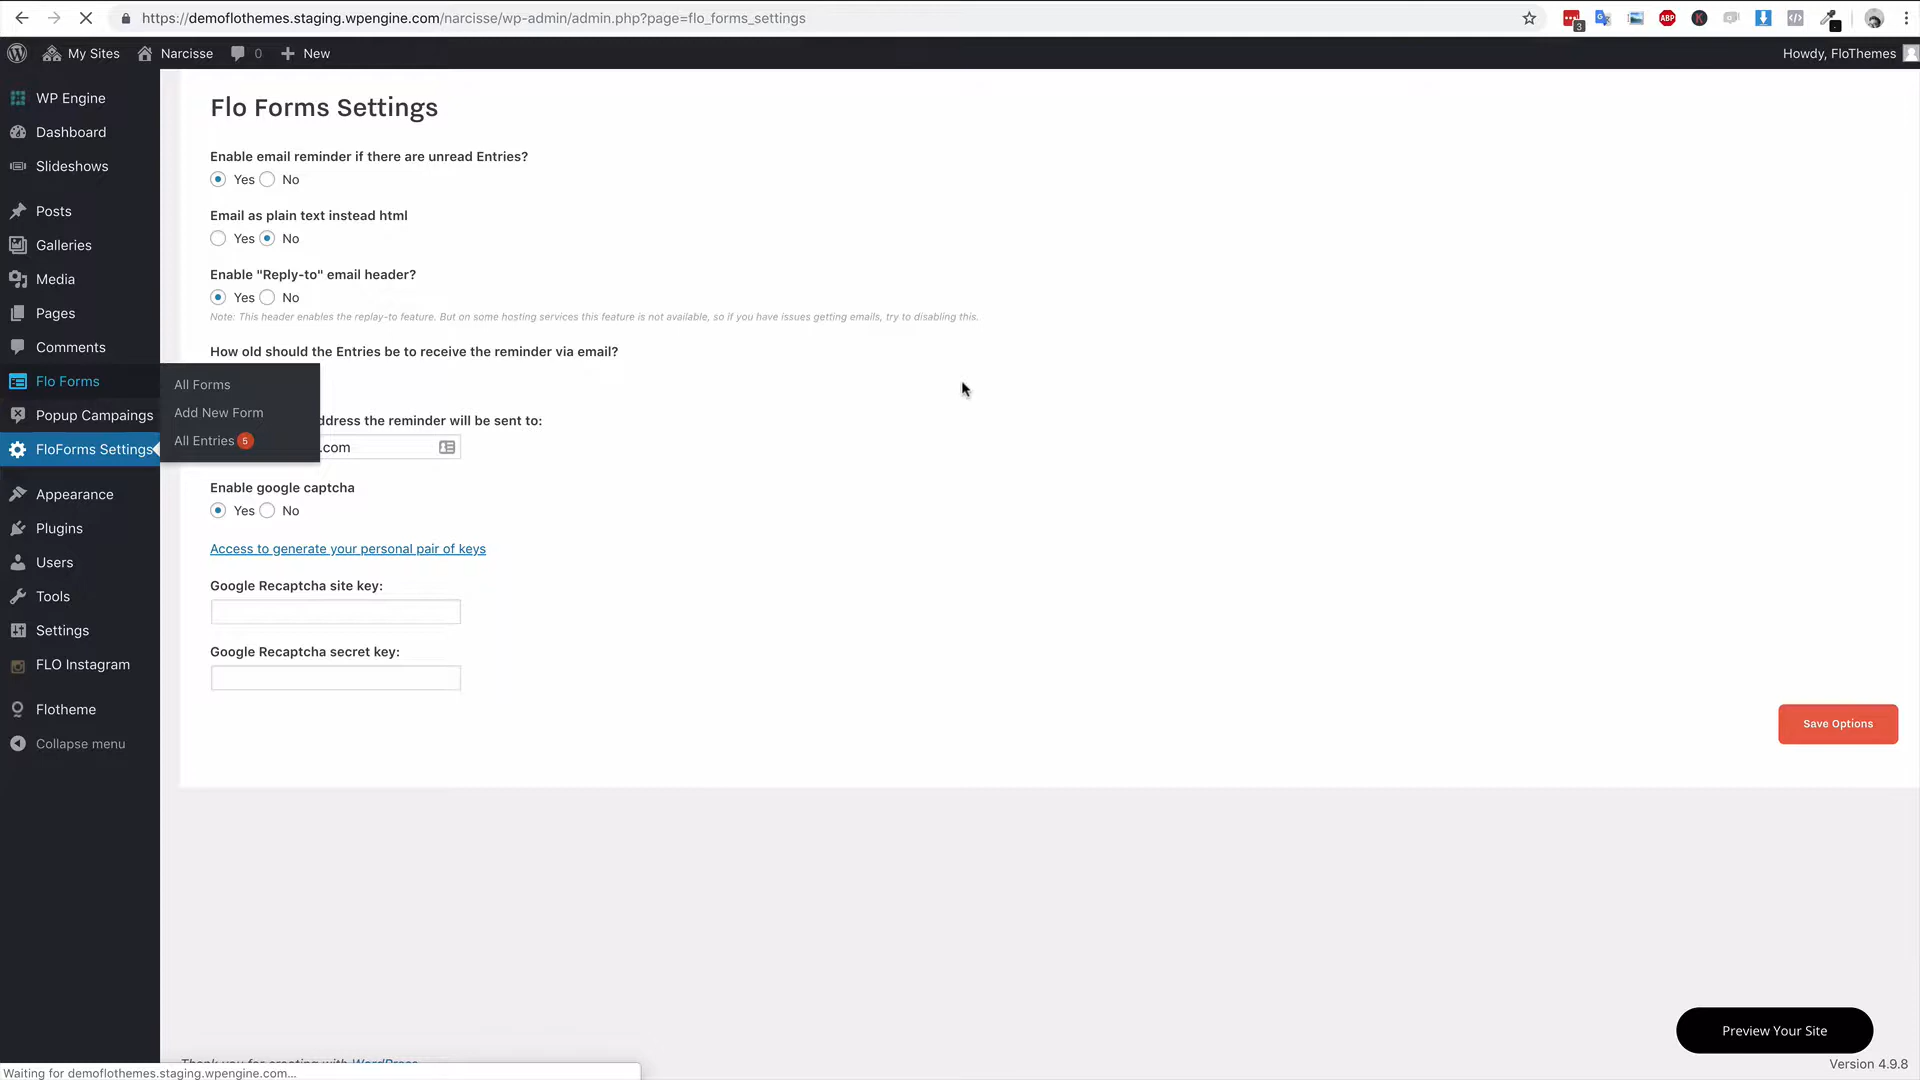 https://demoflothemes.staging.wpengine.com/narcisse/wp-admin/admin.php?page=flo_forms_settings
ABP
K
3
My Sites
Narcisse
0
New
Howdy, FloThemes
WP Engine
Dashboard
Slideshows
Posts
Galleries
Media
Pages
Comments
Flo Forms
Popup Campaings
FloForms Settings
Appearance
Plugins
Users
Tools
Settings
FLO Instagram
Flotheme
Collapse menu
All Forms
Add New Form
All Entries 5
Flo Forms Settings
Enable email reminder if there are unread Entries?
Yes No
Email as plain text instead html
Yes No
Enable "Reply-to" email header?
Yes No
Note: This header enables the replay-to feature. But on some hosting services this feature is not available, so if you have issues getting emails, try to disabling this.
How old should the Entries be to receive the reminder via email?
ddress the reminder will be sent to:
.com
Enable google captcha
Yes No
Access to generate your personal pair of keys
Google Recaptcha site key:
Google Recaptcha secret key:
Save Options
Preview Your Site
Thank you for creating with WordPress
Version 4.9.8
Waiting for demoflothemes.staging.wpengine.com...